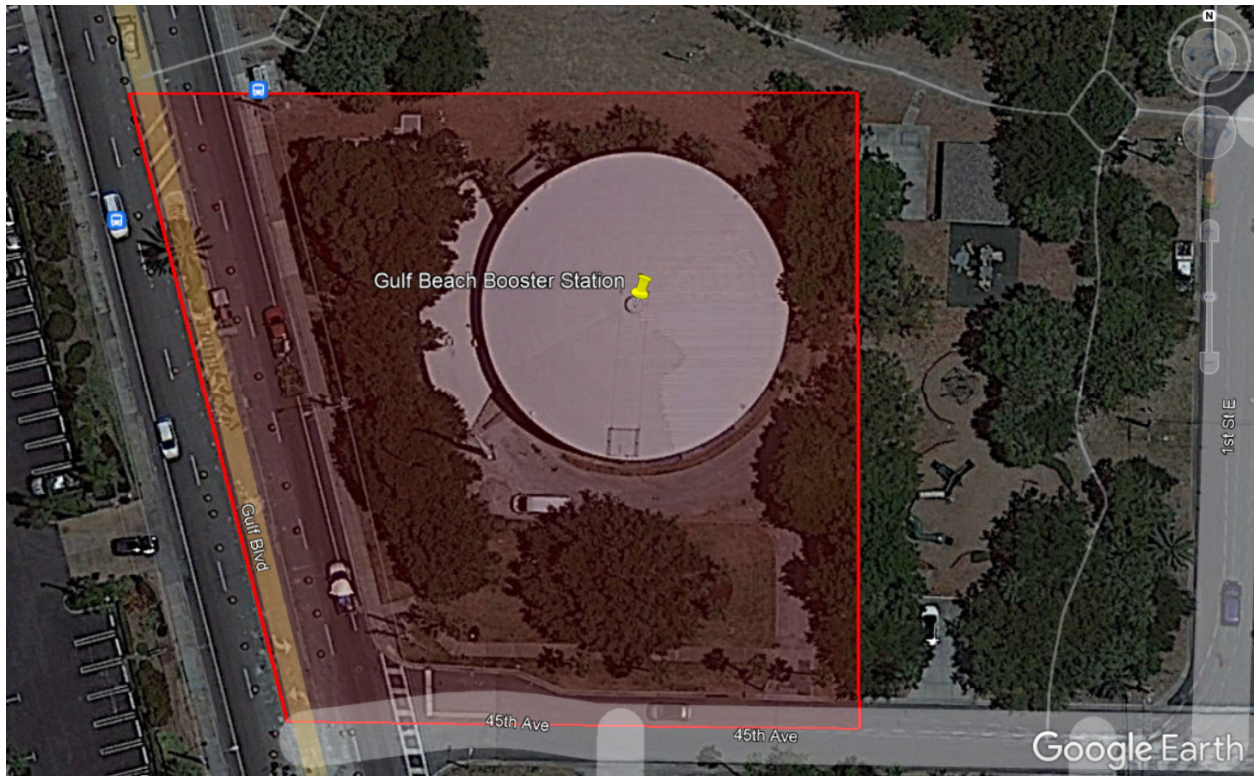 N
Gulf Beach Booster Station
1st St E
Gulf Blvd
45th Ave
45th Ave
Google Earth